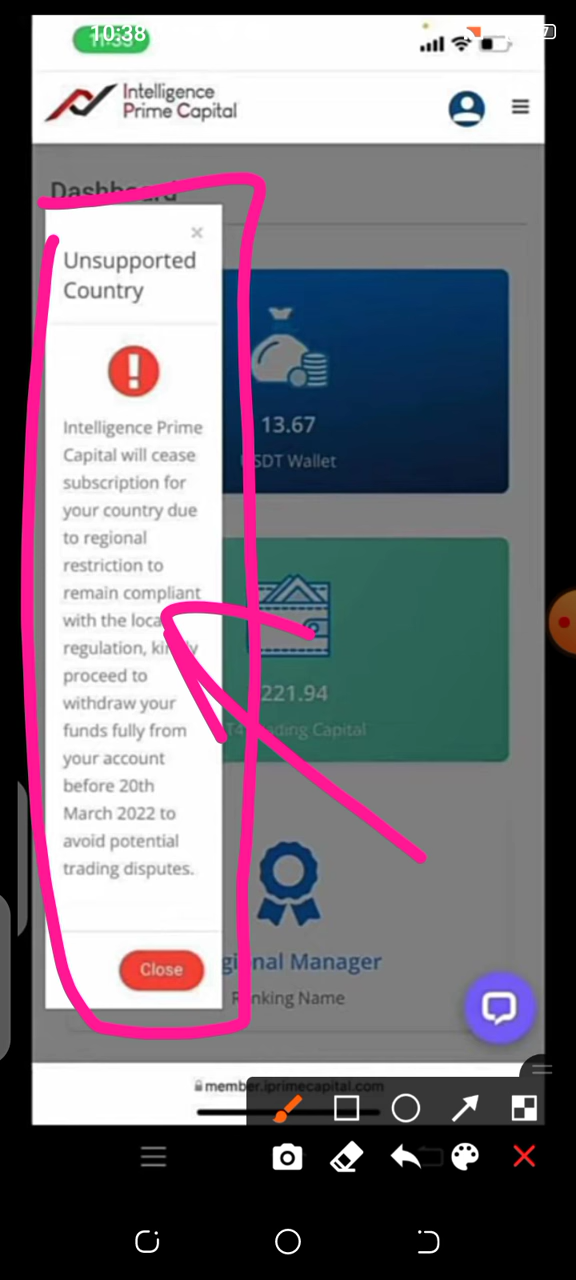 10:38
11:35
Intelligence
Prime Capital
Dashboard
×
Unsupported
Country
Intelligence Prime
Capital will cease
subscription for
your country due
to regional
restriction to
remain compliant
with the local
regulation, kindly
proceed to
withdraw your
funds fully from
your account
before 20th
March 2022 to
avoid potential
trading disputes.
Close
13.67
USDT Wallet
221.94
Trading Capital
Regional Manager
Ranking Name
member.iprimecapital.com